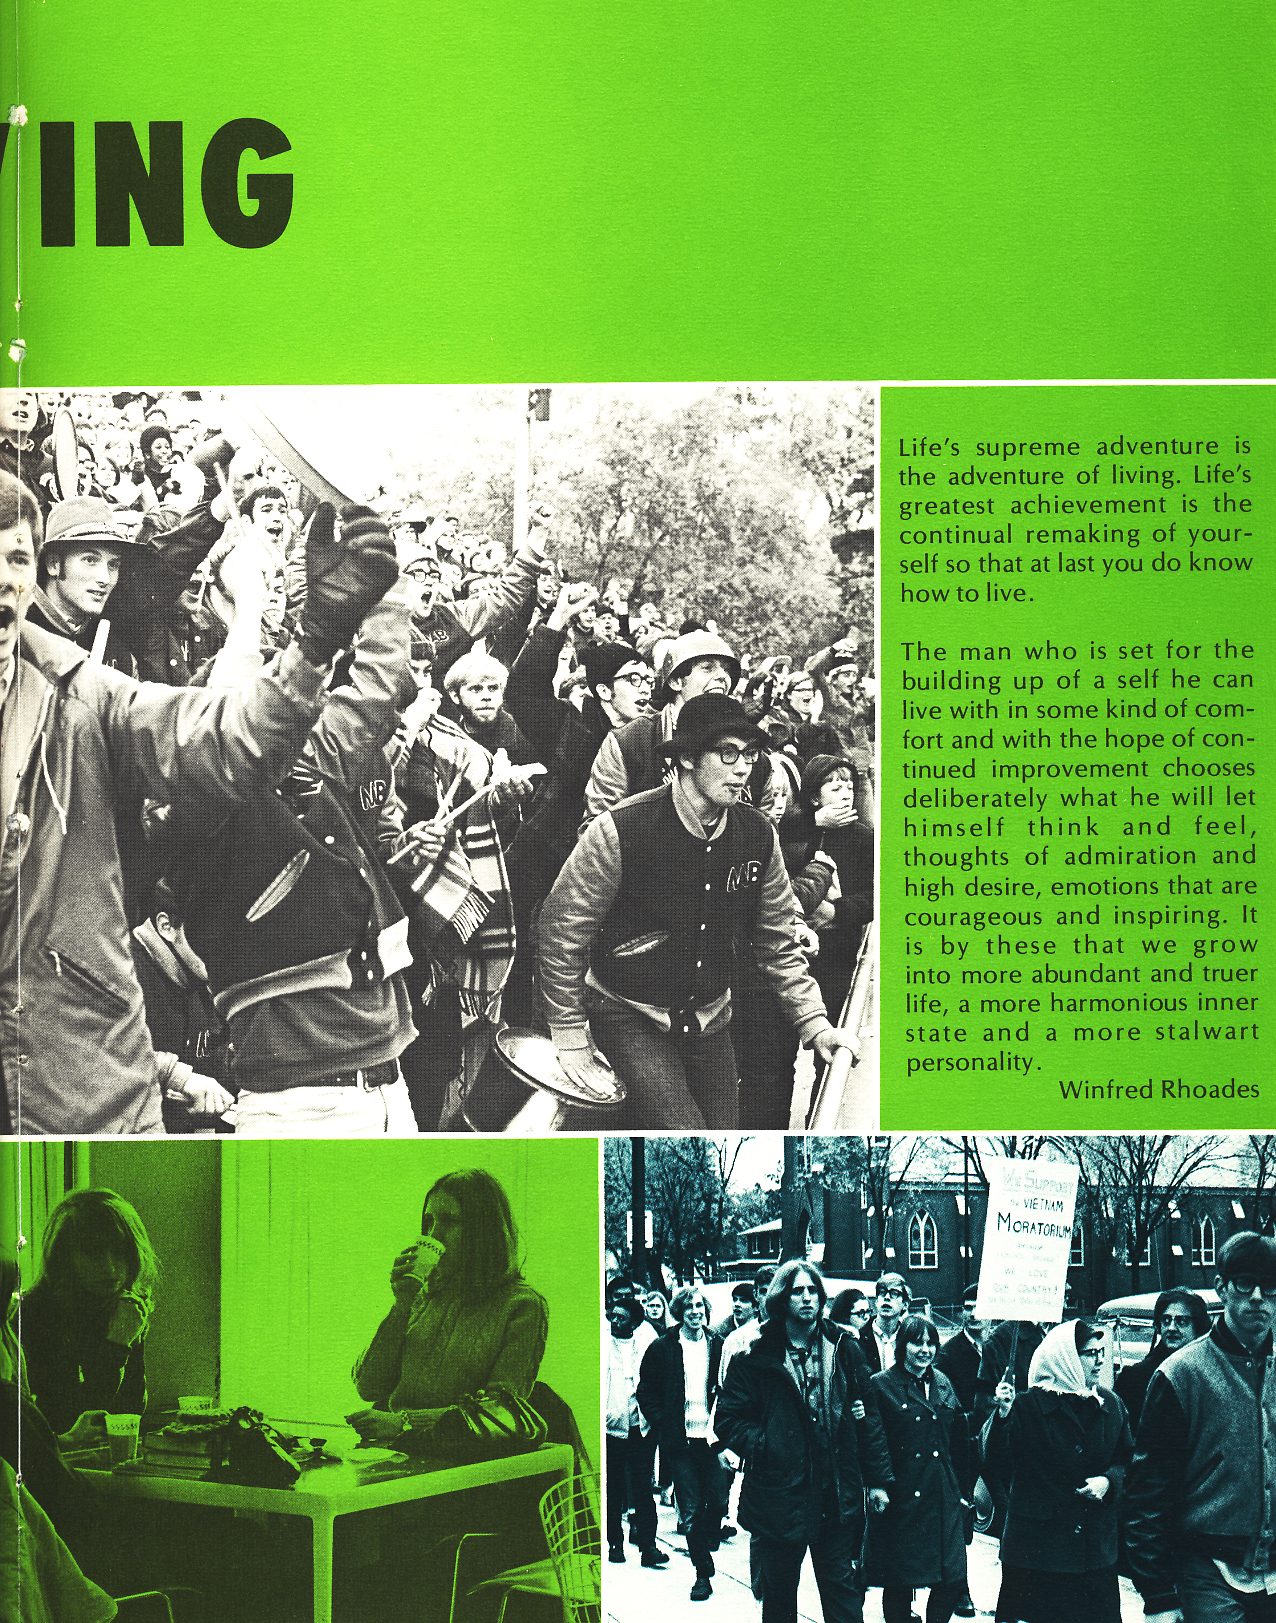 VING
Life's supreme adventure is
the adventure of living. Life's
greatest achievement is the
continual remaking of your-
self so that at last you do know
how to live.
The man who is set for the
building up of a self he can
live with in some kind of com-
fort and with the hope of con-
tinued improvement chooses
deliberately what he will let
himself think and feel,
thoughts of admiration and
high desire, emotions that are
courageous and inspiring. It
is by these that we grow
into more abundant and truer
life, a more harmonious inner
state and a more stalwart
personality.
Winfred Rhoades
MB
MB
MB
WE SUPPORT
THE VIETNAM
MORATORIUM
WE LOVE
OUR COUNTRY!